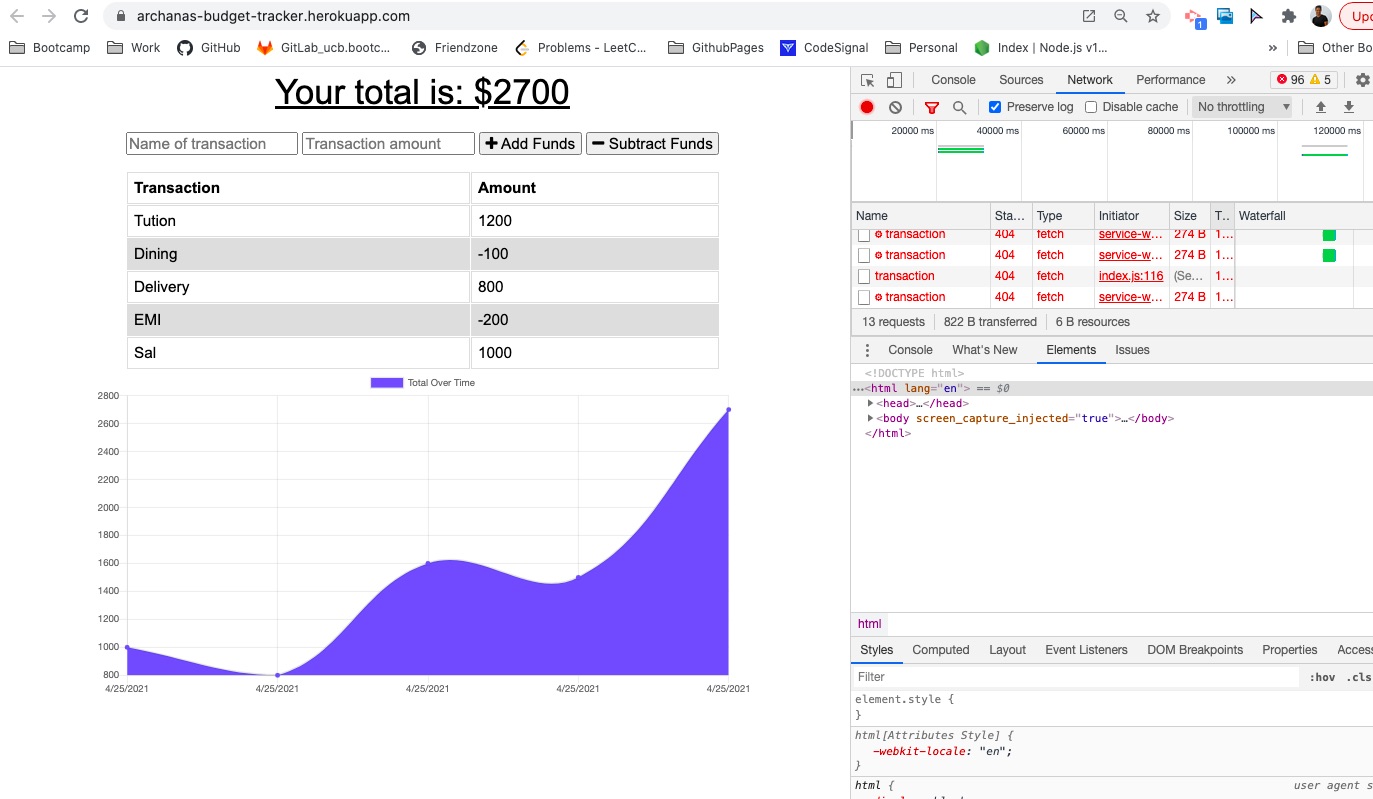 archanas-budget-tracker.herokuapp.com
1
Upd
Bootcamp Work GitHub GitLab_ucb.bootc... Friendzone Problems - LeetC... GithubPages CodeSignal Personal Index | Node.js v1... » Other Bo
Your total is: $2700
Name of transaction Transaction amount + Add Funds − Subtract Funds
Transaction Amount
Tution 1200
Dining -100
Delivery 800
EMI -200
Sal 1000
Total Over Time
2800
2600
2400
2200
2000
1800
1600
1400
1200
1000
800
4/25/2021 4/25/2021 4/25/2021 4/25/2021 4/25/2021
Console Sources Network Performance » 96 5
Preserve log Disable cache No throttling ▼
20000 ms 40000 ms 60000 ms 80000 ms 100000 ms 120000 ms
Name Sta... Type Initiator Size T.. Waterfall
transaction 404 fetch service-w... 274 B 1...
transaction 404 fetch service-w... 274 B 1...
transaction 404 fetch index.js:116 (Se... 1...
transaction 404 fetch service-w... 274 B 1...
13 requests 822 B transferred 6 B resources
Console What's New Elements Issues
<!DOCTYPE html>
...<html lang="en"> == $0
▶<head>…</head>
▶<body screen_capture_injected="true">…</body>
</html>
html
Styles Computed Layout Event Listeners DOM Breakpoints Properties Access
Filter :hov .cls
element.style {
}
html[Attributes Style] {
-webkit-locale: "en";
}
html { user agent s